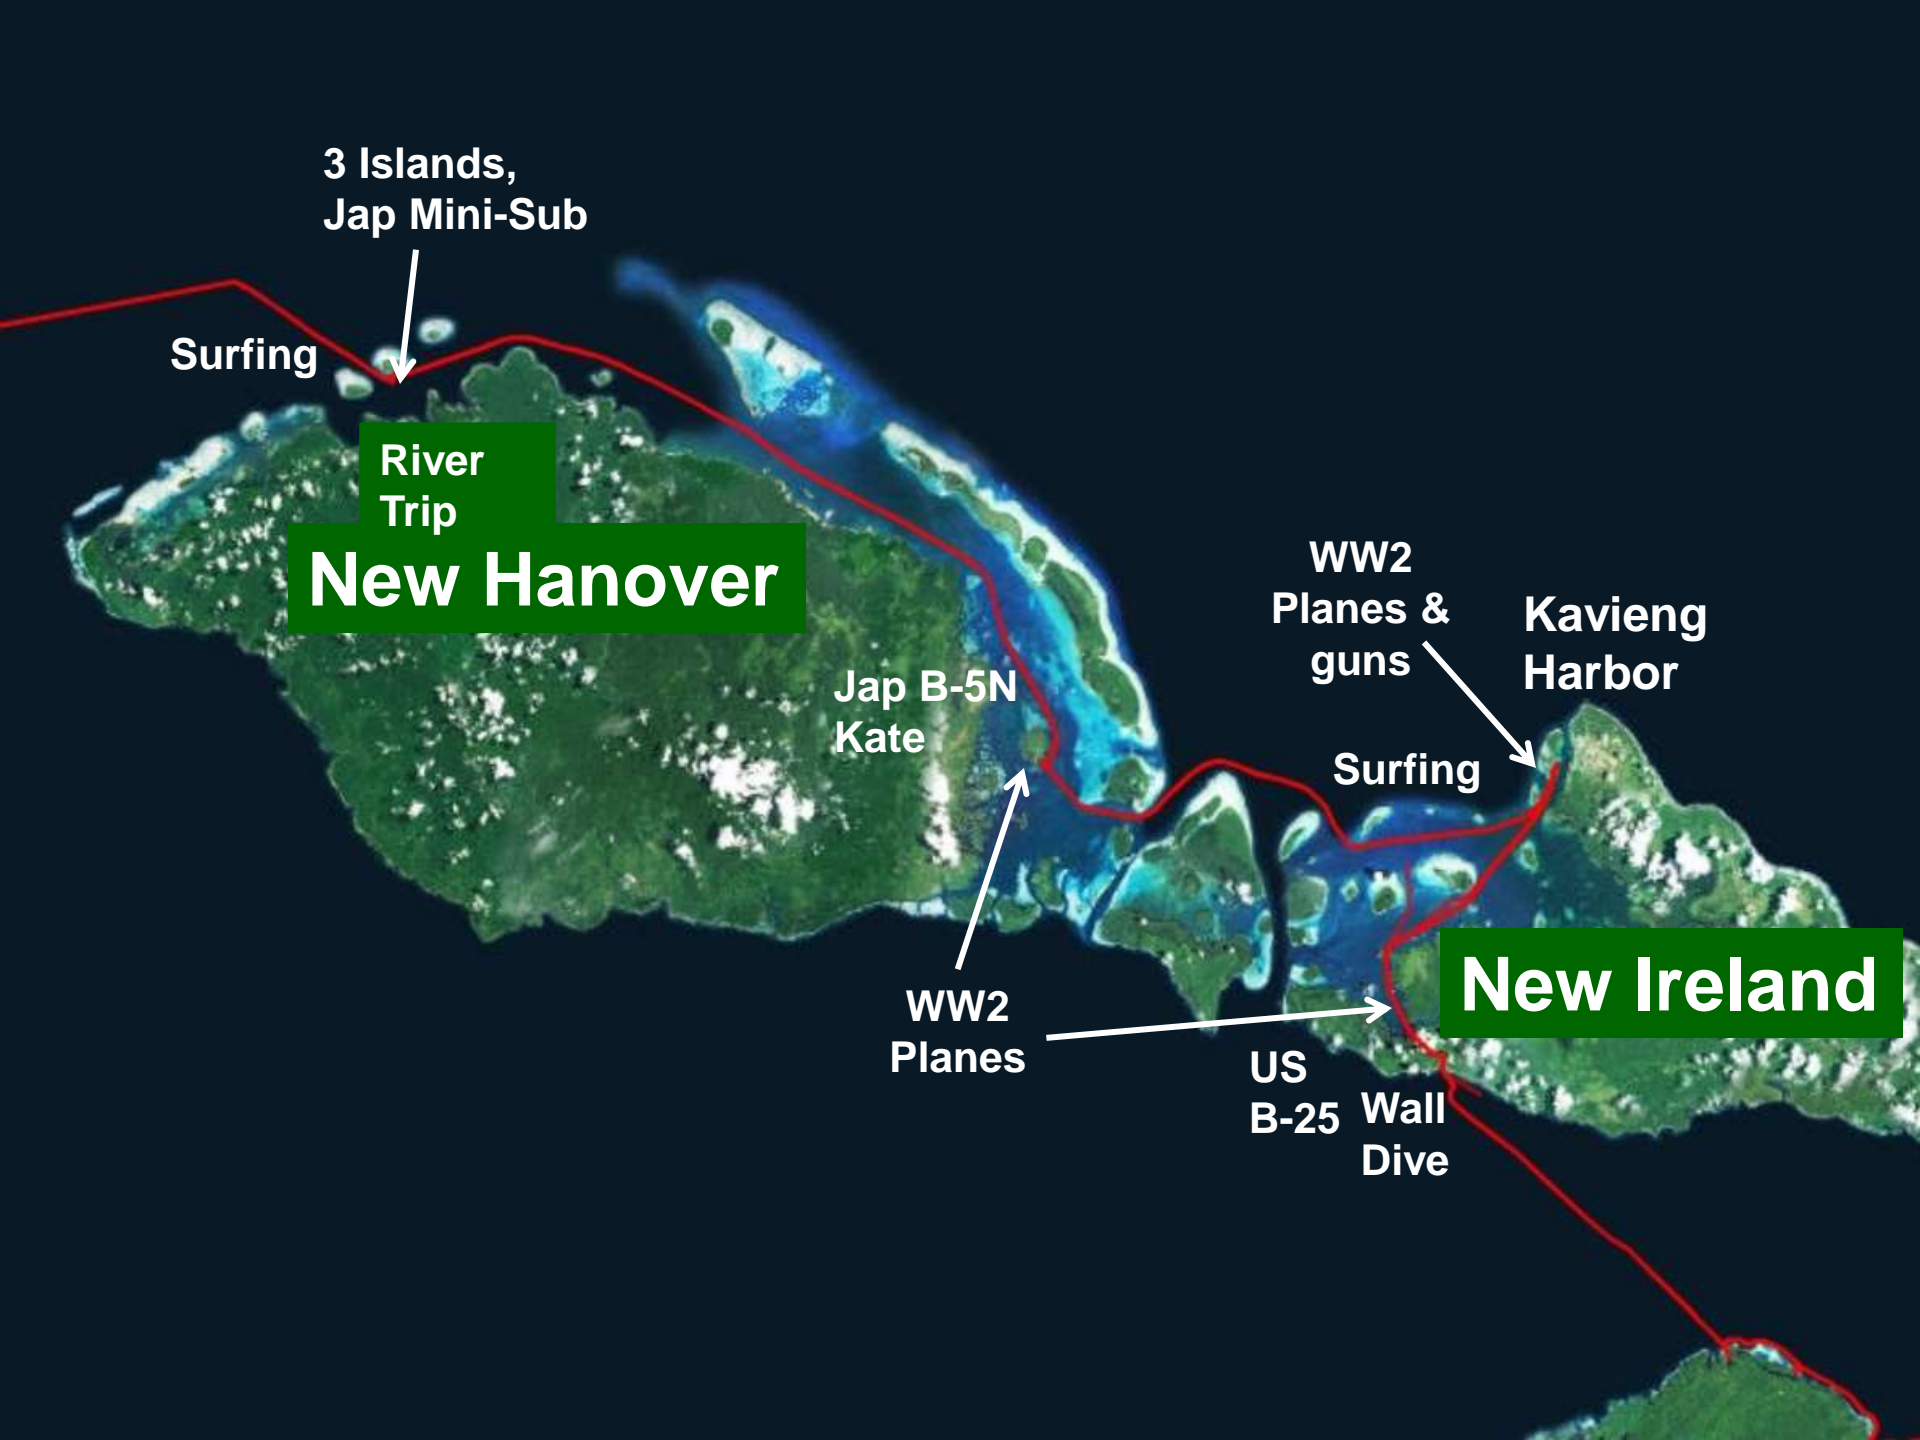 3 Islands,
Jap Mini-Sub
Surfing
River
Trip
New Hanover
WW2
Planes &
guns
Kavieng
Harbor
Jap B-5N
Kate
Surfing
New Ireland
WW2
Planes
US
B-25
Wall
Dive